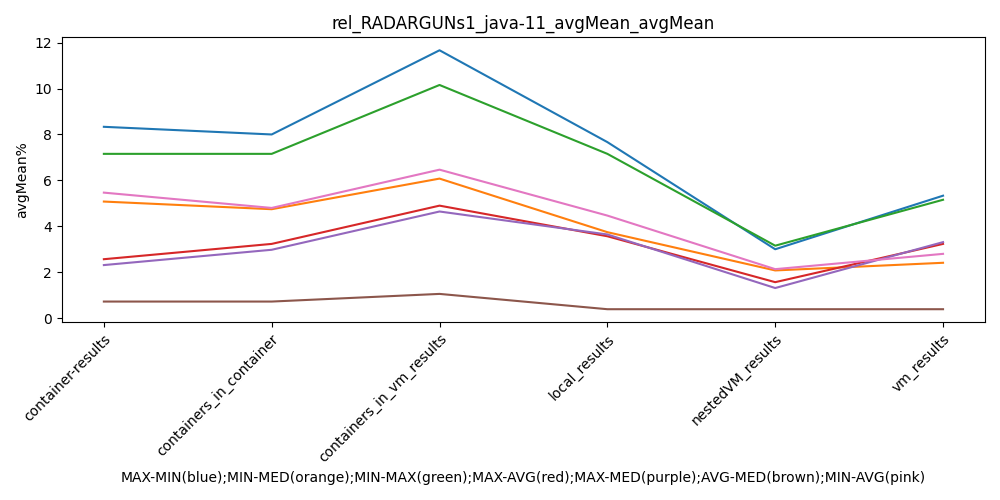 rel_RADARGUNs1_java-11_avgMean_avgMean
12
10
8
6
4
2
0
avgMean%
container-results
containers_in_container
containers_in_vm_results
local_results
nestedVM_results
vm_results
MAX-MIN(blue);MIN-MED(orange);MIN-MAX(green);MAX-AVG(red);MAX-MED(purple);AVG-MED(brown);MIN-AVG(pink)